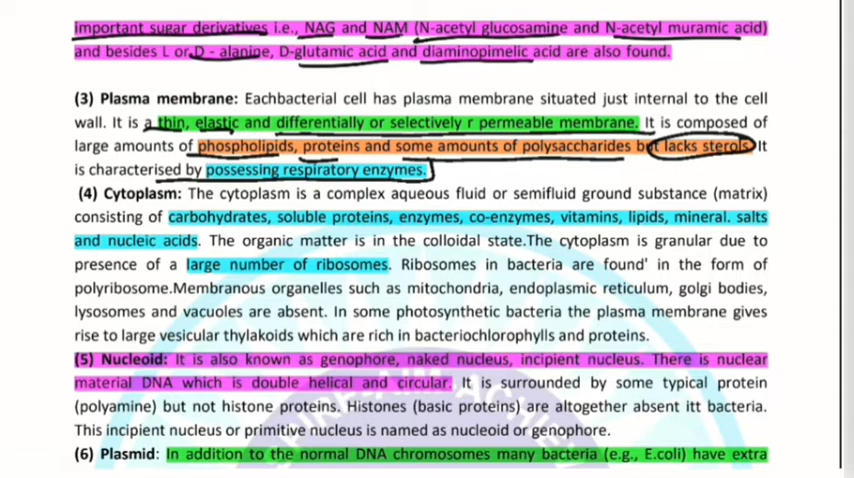 important sugar derivatives i.e., NAG and NAM (N-acetyl glucosamine and N-acetyl muramic acid)
and besides L or D - alanine, D-glutamic acid and diaminopimelic acid are also found.
(3) Plasma membrane: Eachbacterial cell has plasma membrane situated just internal to the cell
wall. It is a thin, elastic and differentially or selectively r permeable membrane. It is composed of
large amounts of phospholipids, proteins and some amounts of polysaccharides but lacks sterols It
is characterised by possessing respiratory enzymes.
(4) Cytoplasm: The cytoplasm is a complex aqueous fluid or semifluid ground substance (matrix)
consisting of carbohydrates, soluble proteins, enzymes, co-enzymes, vitamins, lipids, mineral. salts
and nucleic acids. The organic matter is in the colloidal state.The cytoplasm is granular due to
presence of a large number of ribosomes. Ribosomes in bacteria are found' in the form of
polyribosome.Membranous organelles such as mitochondria, endoplasmic reticulum, golgi bodies,
lysosomes and vacuoles are absent. In some photosynthetic bacteria the plasma membrane gives
rise to large vesicular thylakoids which are rich in bacteriochlorophylls and proteins.
(5) Nucleoid: It is also known as genophore, naked nucleus, incipient nucleus. There is nuclear
material DNA which is double helical and circular. It is surrounded by some typical protein
(polyamine) but not histone proteins. Histones (basic proteins) are altogether absent itt bacteria.
This incipient nucleus or primitive nucleus is named as nucleoid or genophore.
(6) Plasmid: In addition to the normal DNA chromosomes many bacteria (e.g., E.coli) have extra